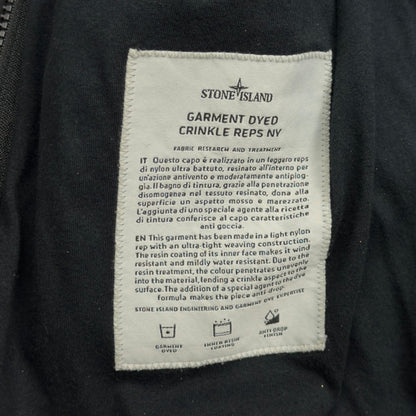 STONE ISLAND
GARMENT DYED
CRINKLE REPS NY
FABRIC RESEARCH AND TREATMENT
IT Questo capo è realizzato in un leggero reps
di nylon ultra battuto, resinato all'interno per
un'azione antivento e moderatamente antipiog-
gia. Il bagno di tintura, grazie alla penetrazione
disomogenea nel tessuto resinato, dona alla
superficie un aspetto mosso e marezzato.
L'aggiunta di uno speciale agente alla ricetta
di tintura conferisce al capo caratteristiche
anti goccia.
EN This garment has been made in a light nylon
rep with an ultra-tight weaving construction.
The resin coating of its inner face makes it wind
resistant and mildly water resistant. Due to the
resin treatment, the colour penetrates unevenly
into the material, lending a crinkle aspect to the
surface. The addition of a special agent to the dye
formula makes the piece anti-drop.
STONE ISLAND ENGINEERING AND GARMENT DYE EXPERTISE
GARMENT
DYED
INNER RESIN
COATING
ANTI DROP
FINISH